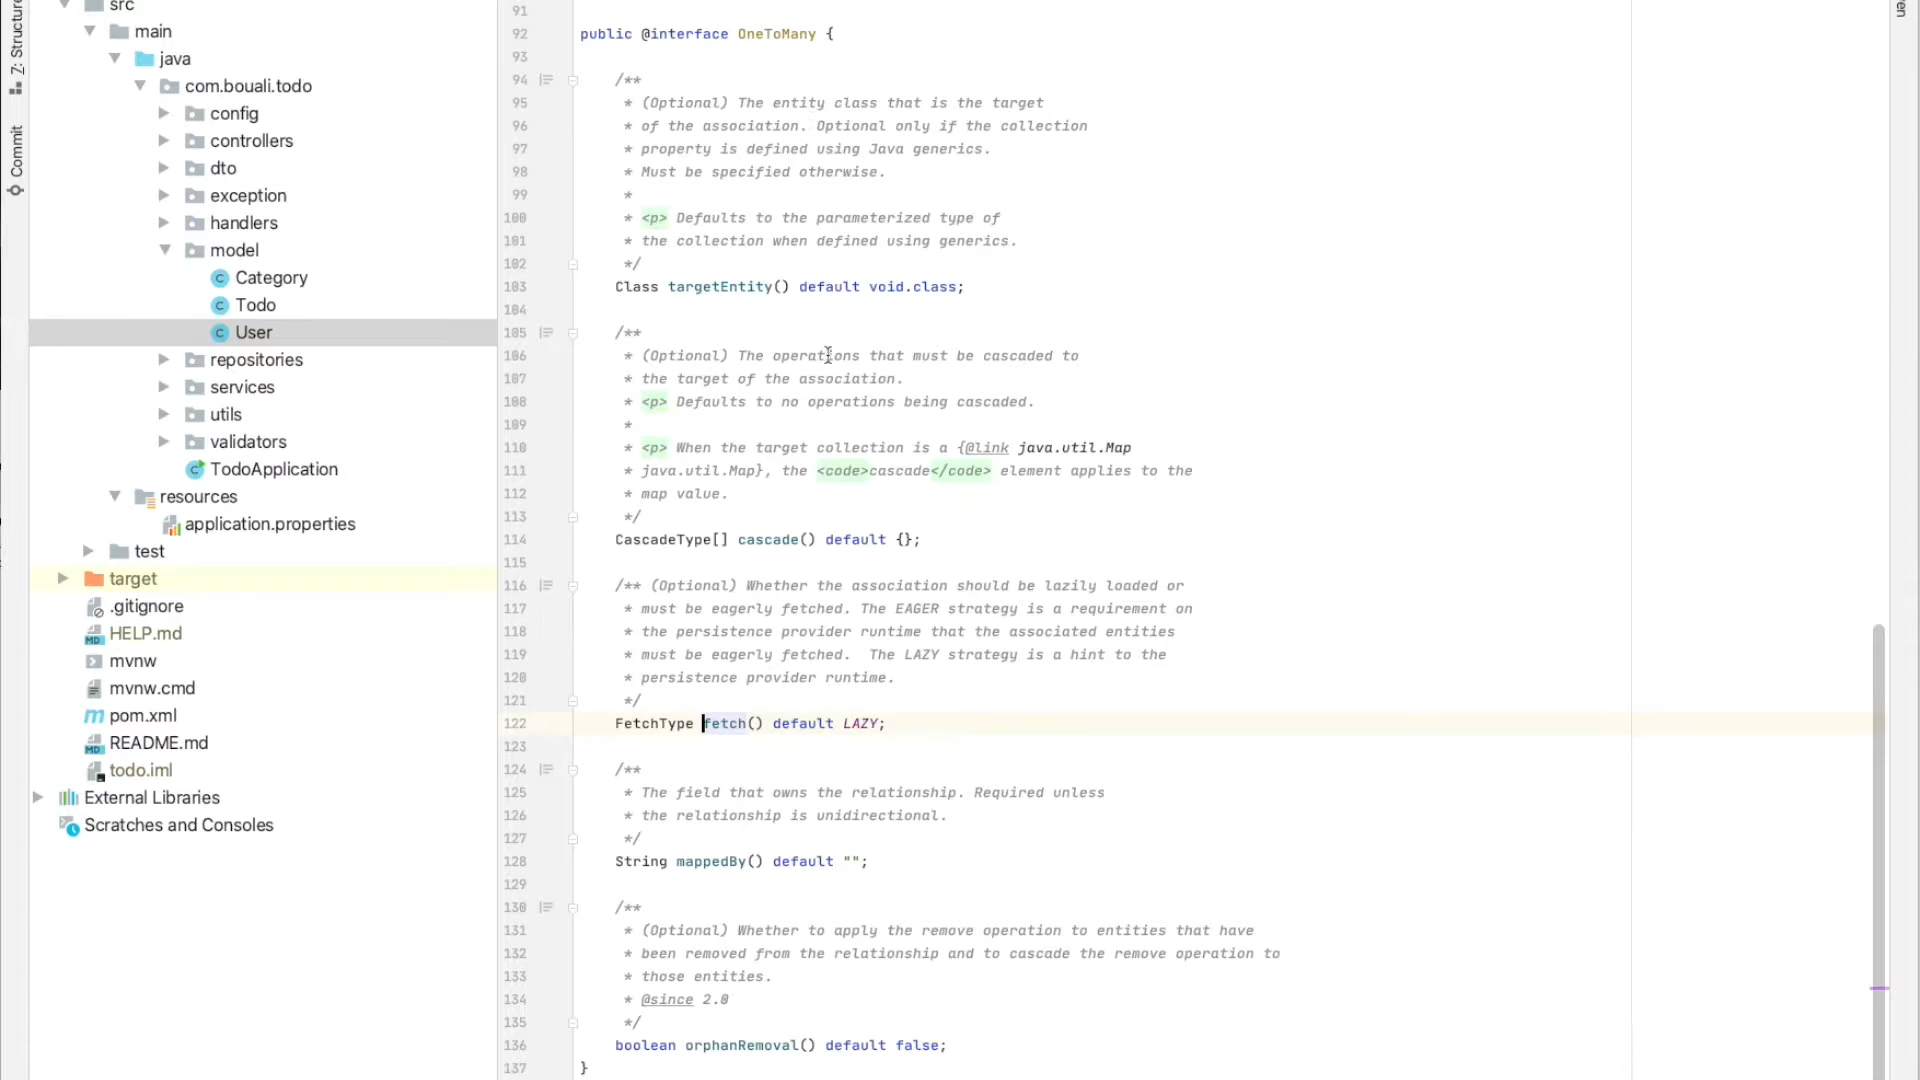 src
main
java
com.bouali.todo
config
controllers
dto
exception
handlers
model
Category
Todo
User
repositories
services
utils
validators
TodoApplication
resources
application.properties
test
target
.gitignore
HELP.md
mvnw
mvnw.cmd
pom.xml
README.md
todo.iml
External Libraries
Scratches and Consoles
Z: Structure
Commit
91
92 public @interface OneToMany {
93
94 /**
95 * (Optional) The entity class that is the target
96 * of the association. Optional only if the collection
97 * property is defined using Java generics.
98 * Must be specified otherwise.
99 *
100 * <p> Defaults to the parameterized type of
101 * the collection when defined using generics.
102 */
103 Class targetEntity() default void.class;
104
105 /**
106 * (Optional) The operations that must be cascaded to
107 * the target of the association.
108 * <p> Defaults to no operations being cascaded.
109 *
110 * <p> When the target collection is a {@link java.util.Map
111 * java.util.Map}, the <code>cascade</code> element applies to the
112 * map value.
113 */
114 CascadeType[] cascade() default {};
115
116 /** (Optional) Whether the association should be lazily loaded or
117 * must be eagerly fetched. The EAGER strategy is a requirement on
118 * the persistence provider runtime that the associated entities
119 * must be eagerly fetched.  The LAZY strategy is a hint to the
120 * persistence provider runtime.
121 */
122 FetchType fetch() default LAZY;
123
124 /**
125 * The field that owns the relationship. Required unless
126 * the relationship is unidirectional.
127 */
128 String mappedBy() default "";
129
130 /**
131 * (Optional) Whether to apply the remove operation to entities that have
132 * been removed from the relationship and to cascade the remove operation to
133 * those entities.
134 * @since 2.0
135 */
136 boolean orphanRemoval() default false;
137 }